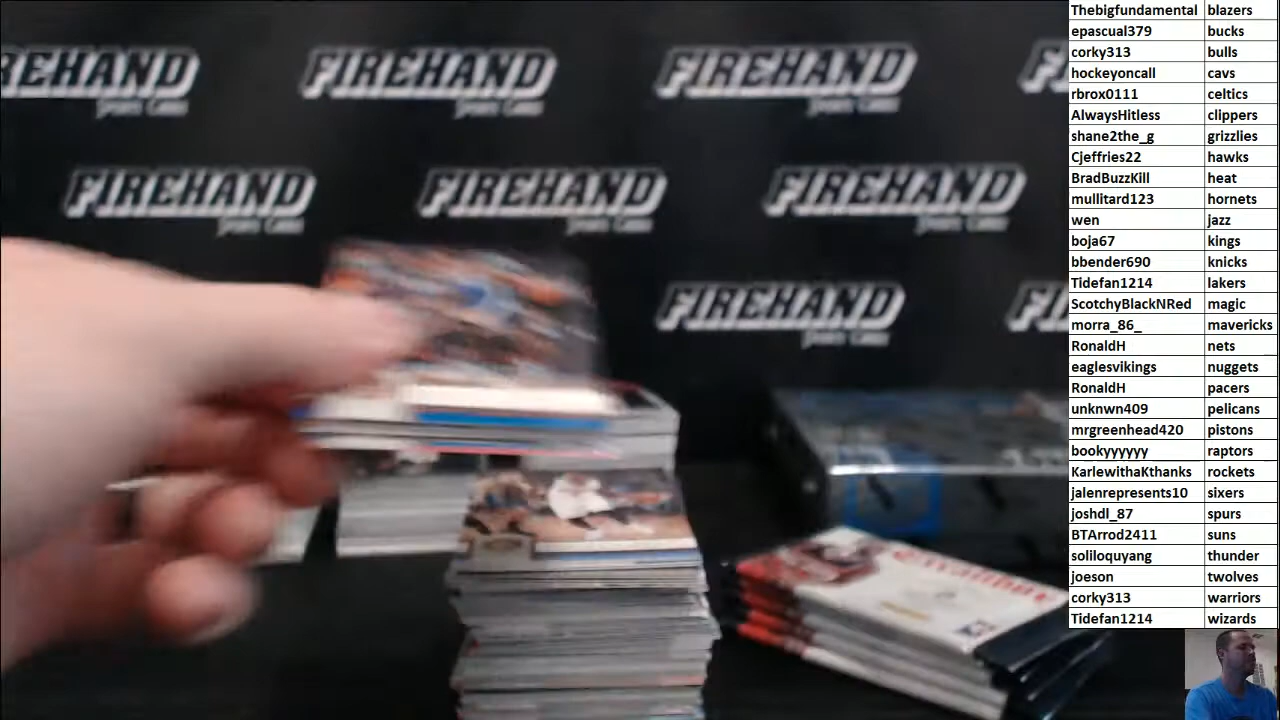 FIREHAND FIREHAND FIREHAND
FIREHAND FIREHAND FIREHAND
FIREHAND
Excalibur
Thebigfundamental blazers
epascual379 bucks
corky313 bulls
hockeyoncall cavs
rbrox0111 celtics
AlwaysHitless clippers
shane2the_g grizzlies
Cjeffries22 hawks
BradBuzzKill heat
mullitard123 hornets
wen jazz
boja67 kings
bbender690 knicks
Tidefan1214 lakers
ScotchyBlackNRed magic
morra_86_ mavericks
RonaldH nets
eaglesvikings nuggets
RonaldH pacers
unknwn409 pelicans
mrgreenhead420 pistons
bookyyyyyy raptors
KarlewithaKthanks rockets
jalenrepresents10 sixers
joshdl_87 spurs
BTArrod2411 suns
soliloquyang thunder
joeson twolves
corky313 warriors
Tidefan1214 wizards